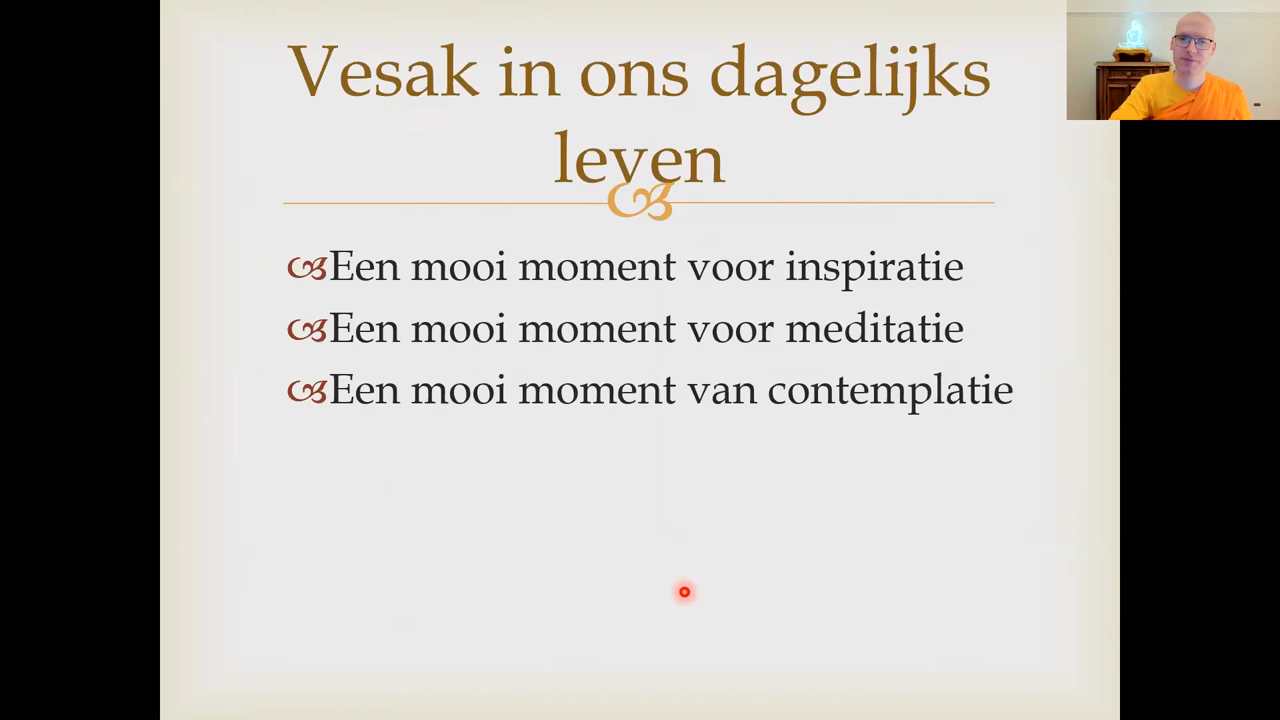 Vesak in ons dagelijks
leven
Een mooi moment voor inspiratie
Een mooi moment voor meditatie
Een mooi moment van contemplatie